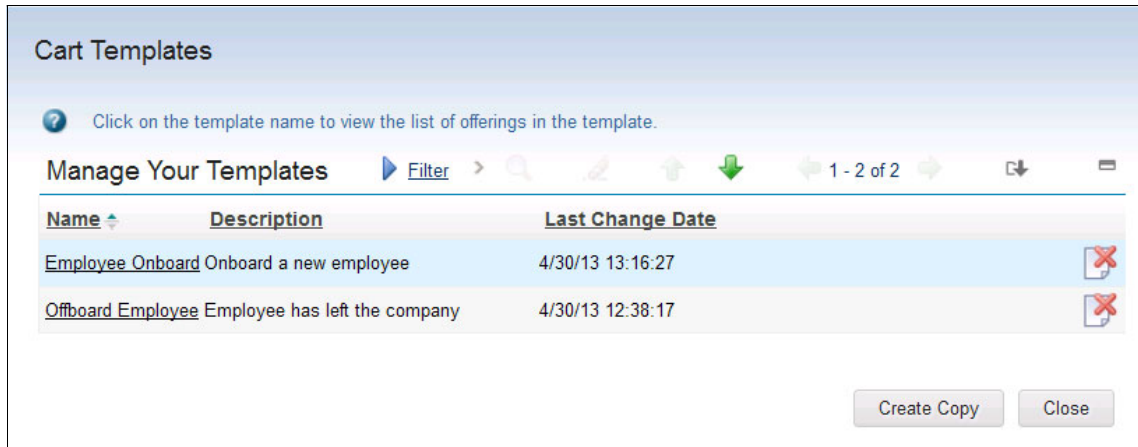 Cart Templates
? Click on the template name to view the list of offerings in the template.
Manage Your Templates Filter > 1 - 2 of 2
Name Description Last Change Date
Employee Onboard Onboard a new employee 4/30/13 13:16:27
Offboard Employee Employee has left the company 4/30/13 12:38:17
Create Copy Close